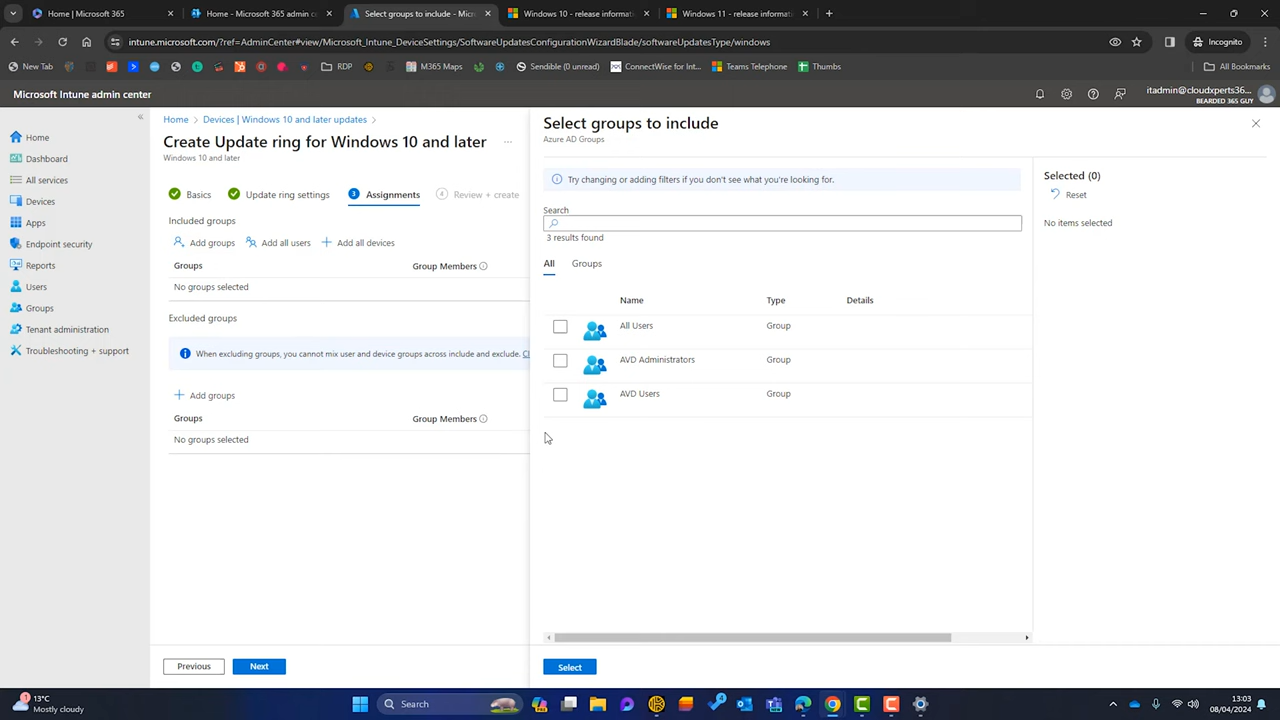 Home | Microsoft 365
Home - Microsoft 365 admin cent
Select groups to include - Micr
Windows 10 - release informati
Windows 11 - release informati
intune.microsoft.com/?ref=AdminCenter#view/Microsoft_Intune_DeviceSettings/SoftwareUpdatesConfigurationWizardBlade/softwareUpdatesType/windows
Incognito
New Tab
RDP
M365 Maps
Sendible (0 unread)
ConnectWise for Int...
Teams Telephone
Thumbs
All Bookmarks
Microsoft Intune admin center
itadmin@cloudxperts36...
BEARDED 365 GUY
Home
Dashboard
All services
Devices
Apps
Endpoint security
Reports
Users
Groups
Tenant administration
Troubleshooting + support
Home > Devices | Windows 10 and later updates >
Create Update ring for Windows 10 and later ...
Windows 10 and later
Basics
Update ring settings
3 Assignments
4 Review + create
Included groups
Add groups
Add all users
Add all devices
Groups
Group Members
No groups selected
Excluded groups
When excluding groups, you cannot mix user and device groups across include and exclude. Cl
Add groups
Groups
Group Members
No groups selected
Previous
Next
Select groups to include
Azure AD Groups
Try changing or adding filters if you don't see what you're looking for.
Search
3 results found
All
Groups
Name
Type
Details
All Users
Group
AVD Administrators
Group
AVD Users
Group
Select
Selected (0)
Reset
No items selected
13°C
Mostly cloudy
Search
13:03
08/04/2024